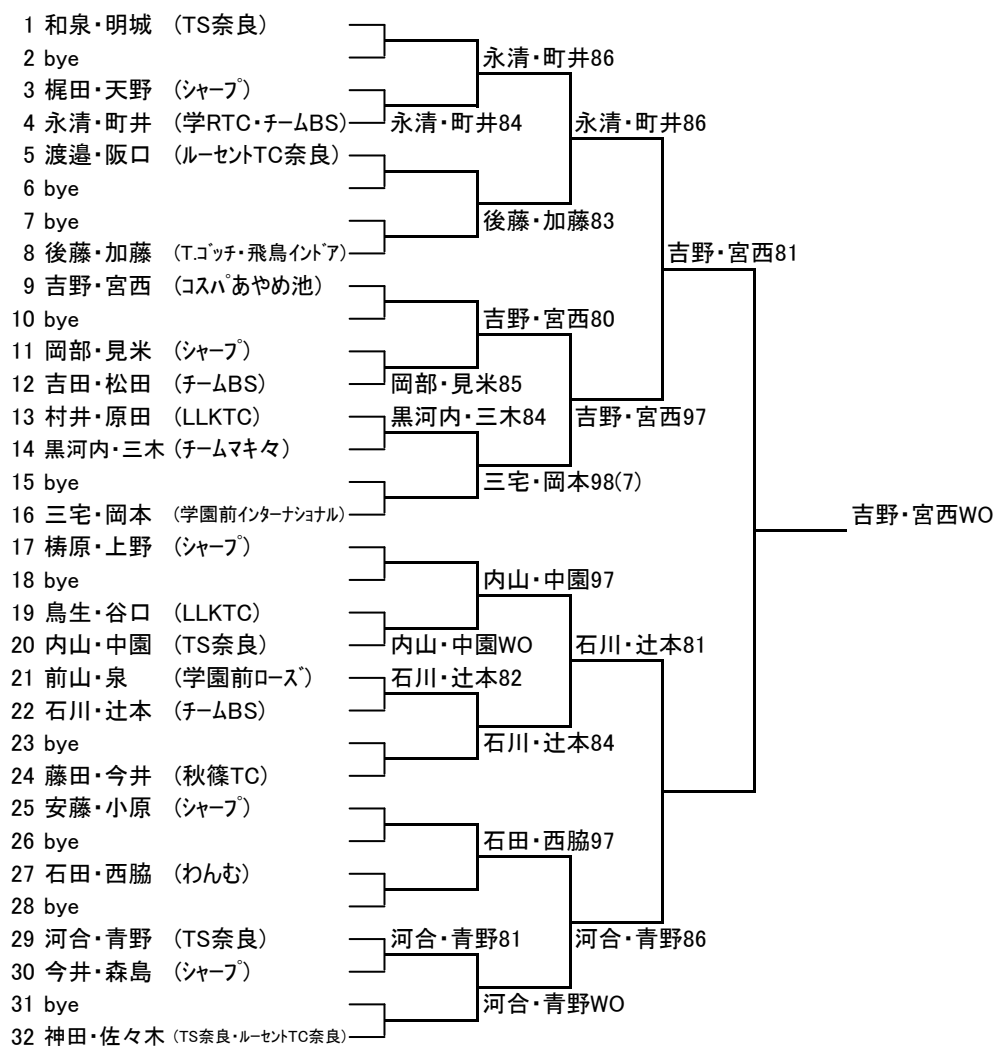 1 和泉・明城 (TS奈良)
2 bye 永清・町井86
3 梶田・天野 (シャープ)
4 永清・町井 (学RTC・チームBS) 永清・町井84 永清・町井86
5 渡邉・阪口 (ルーセントTC奈良)
6 bye
7 bye 後藤・加藤83
8 後藤・加藤 (T.ゴッチ・飛鳥インドア) 吉野・宮西81
9 吉野・宮西 (コスパあやめ池)
10 bye 吉野・宮西80
11 岡部・見米 (シャープ)
12 吉田・松田 (チームBS) 岡部・見米85
13 村井・原田 (LLKTC) 黒河内・三木84 吉野・宮西97
14 黒河内・三木 (チームマキ々)
15 bye 三宅・岡本98(7)
16 三宅・岡本 (学園前インターナショナル) 吉野・宮西WO
17 梼原・上野 (シャープ)
18 bye 内山・中園97
19 鳥生・谷口 (LLKTC)
20 内山・中園 (TS奈良) 内山・中園WO 石川・辻本81
21 前山・泉 (学園前ローズ) 石川・辻本82
22 石川・辻本 (チームBS)
23 bye 石川・辻本84
24 藤田・今井 (秋篠TC)
25 安藤・小原 (シャープ)
26 bye 石田・西脇97
27 石田・西脇 (わんむ)
28 bye
29 河合・青野 (TS奈良) 河合・青野81 河合・青野86
30 今井・森島 (シャープ)
31 bye 河合・青野WO
32 神田・佐々木 (TS奈良・ルーセントTC奈良)